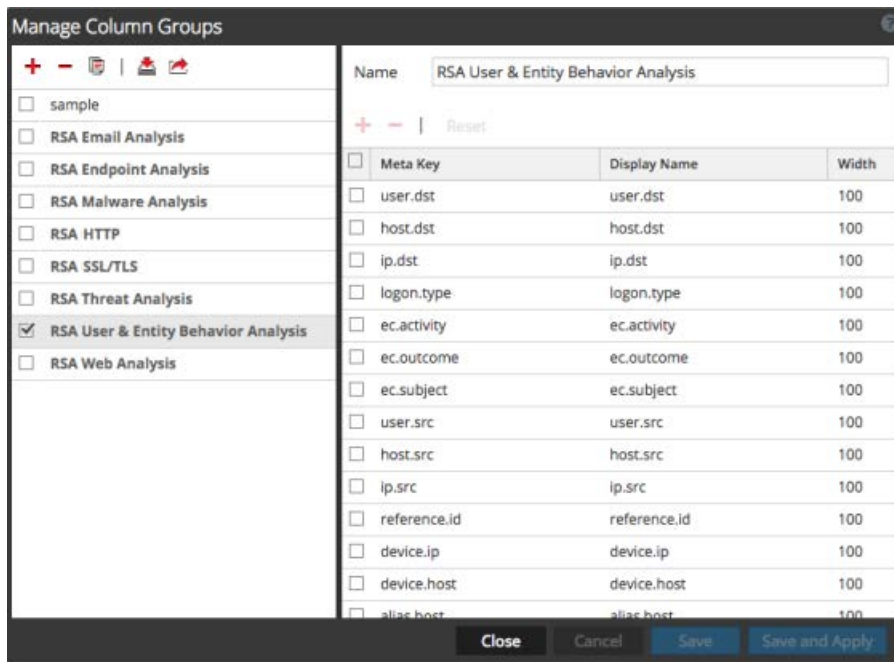 Manage Column Groups
sample
RSA Email Analysis
RSA Endpoint Analysis
RSA Malware Analysis
RSA HTTP
RSA SSL/TLS
RSA Threat Analysis
RSA User & Entity Behavior Analysis
RSA Web Analysis
Name RSA User & Entity Behavior Analysis
Reset
Meta Key Display Name Width
user.dst user.dst 100
host.dst host.dst 100
ip.dst ip.dst 100
logon.type logon.type 100
ec.activity ec.activity 100
ec.outcome ec.outcome 100
ec.subject ec.subject 100
user.src user.src 100
host.src host.src 100
ip.src ip.src 100
reference.id reference.id 100
device.ip device.ip 100
device.host device.host 100
alias.host alias.host 100
Close Cancel Save Save and Apply